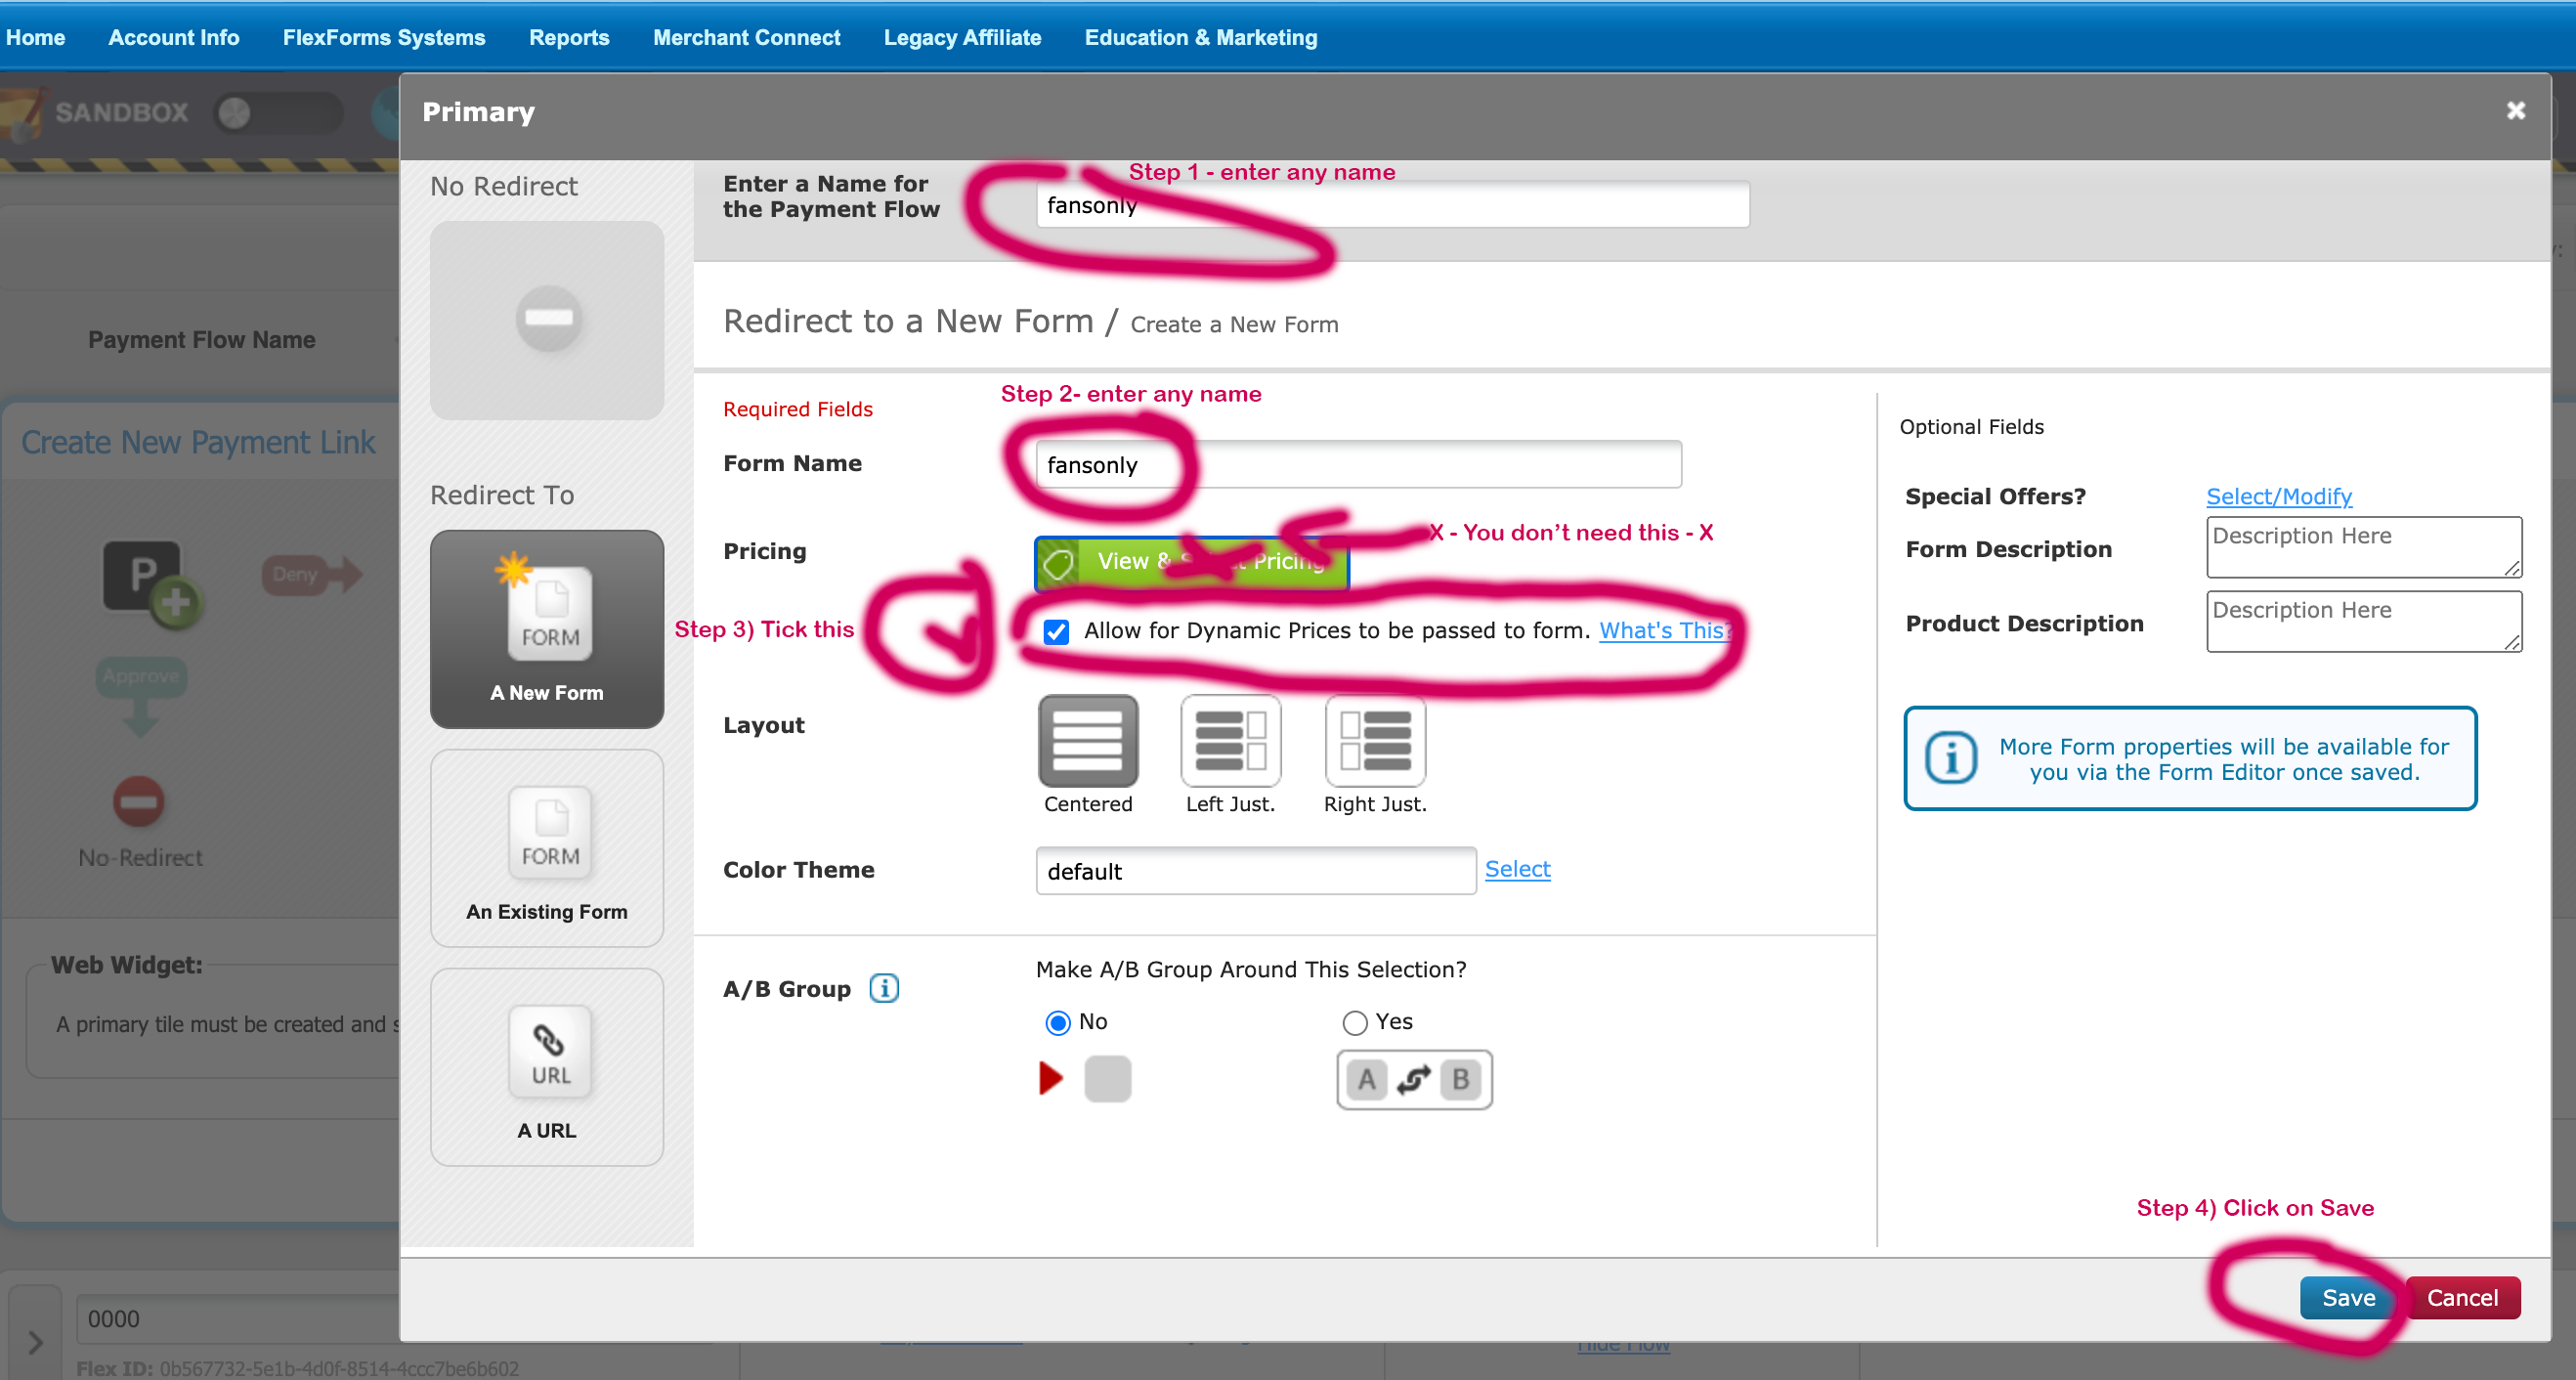 Home Account Info FlexForms Systems Reports Merchant Connect Legacy Affiliate Education & Marketing
SANDBOX
Primary
No Redirect
Step 1 - enter any name
Enter a Name for
the Payment Flow
fansonly
Redirect to a New Form / Create a New Form
Payment Flow Name
Create New Payment Link
Step 2- enter any name
Required Fields
Optional Fields
Form Name
fansonly
Redirect To
Special Offers? Select/Modify
X - You don't need this - X
Pricing
View & Pricing
Form Description
Description Here
P
Deny
FORM
A New Form
Step 3) Tick this
Allow for Dynamic Prices to be passed to form. What's This?
Product Description
Description Here
Approve
Layout
Centered
Left Just.
Right Just.
More Form properties will be available for
you via the Form Editor once saved.
No-Redirect
FORM
An Existing Form
Color Theme
default
Select
Web Widget:
A primary tile must be created and
A/B Group
Make A/B Group Around This Selection?
No
Yes
A B
URL
A URL
Step 4) Click on Save
Save
Cancel
0000
Flex ID: 0b567732-5e1b-4d0f-8514-4ccc7be6b602
Hide Flow